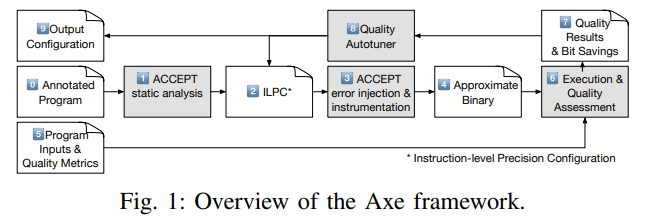 9 Output
Configuration
8 Quality
Autotuner
7 Quality
Results
& Bit Savings
0 Annotated
Program
1 ACCEPT
static analysis
2 ILPC*
3 ACCEPT
error injection &
instrumentation
4 Approximate
Binary
6 Execution &
Quality
Assessment
5 Program
Inputs &
Quality Metrics
* Instruction-level Precision Configuration
Fig. 1: Overview of the Axe framework.